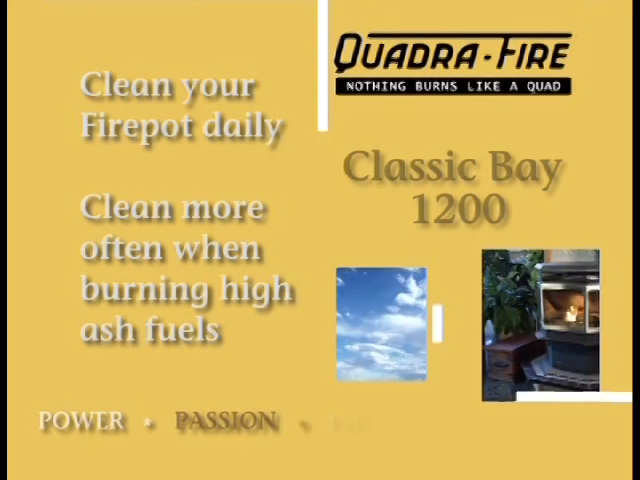 Clean your
Firepot daily
Clean more
often when
burning high
ash fuels
QUADRA-FIRE
NOTHING BURNS LIKE A QUAD
Classic Bay
1200
POWER * PASSION